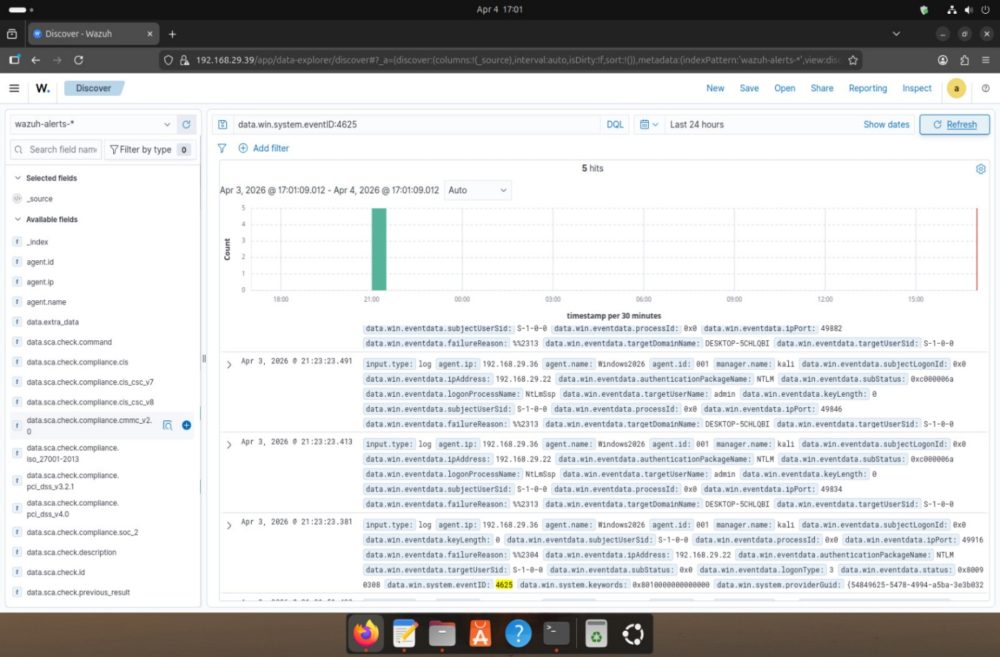 Apr 4 17:01
Discover - Wazuh
192.168.29.39/app/data-explorer/discover#?_a=(discover:(columns:!(_source),interval:auto,isDirty:!f,sort:!()),metadata:(indexPattern:'wazuh-alerts-*',view:disc
W. Discover New Save Open Share Reporting Inspect a
wazuh-alerts-*
data.win.system.eventID:4625 DQL Last 24 hours Show dates Refresh
Search field name Filter by type 0
Add filter
Selected fields
_source
Available fields
_index
agent.id
agent.ip
agent.name
data.extra_data
data.sca.check.command
data.sca.check.compliance.cis
data.sca.check.compliance.cis_csc_v7
data.sca.check.compliance.cis_csc_v8
data.sca.check.compliance.cmmc_v2.
0
data.sca.check.compliance.
iso_27001-2013
data.sca.check.compliance.
pci_dss_v3.2.1
data.sca.check.compliance.
pci_dss_v4.0
data.sca.check.compliance.soc_2
data.sca.check.description
data.sca.check.id
data.sca.check.previous_result
5 hits
Apr 3, 2026 @ 17:01:09.012 - Apr 4, 2026 @ 17:01:09.012 Auto
Count
5
4
3
2
1
0
18:00 21:00 00:00 03:00 06:00 09:00 12:00 15:00
timestamp per 30 minutes
data.win.eventdata.subjectUserSid: S-1-0-0 data.win.eventdata.processId: 0x0 data.win.eventdata.ipPort: 49882
data.win.eventdata.failureReason: %%2313 data.win.eventdata.targetDomainName: DESKTOP-5CHLQBI data.win.eventdata.targetUserSid: S-1-0-0
Apr 3, 2026 @ 21:23:23.491 input.type: log agent.ip: 192.168.29.36 agent.name: Windows2026 agent.id: 001 manager.name: kali data.win.eventdata.subjectLogonId: 0x0
data.win.eventdata.ipAddress: 192.168.29.22 data.win.eventdata.authenticationPackageName: NTLM data.win.eventdata.subStatus: 0xc000006a
data.win.eventdata.logonProcessName: NtLmSsp data.win.eventdata.targetUserName: admin data.win.eventdata.keyLength: 0
data.win.eventdata.subjectUserSid: S-1-0-0 data.win.eventdata.processId: 0x0 data.win.eventdata.ipPort: 49846
data.win.eventdata.failureReason: %%2313 data.win.eventdata.targetDomainName: DESKTOP-5CHLQBI data.win.eventdata.targetUserSid: S-1-0-0
Apr 3, 2026 @ 21:23:23.413 input.type: log agent.ip: 192.168.29.36 agent.name: Windows2026 agent.id: 001 manager.name: kali data.win.eventdata.subjectLogonId: 0x0
data.win.eventdata.ipAddress: 192.168.29.22 data.win.eventdata.authenticationPackageName: NTLM data.win.eventdata.subStatus: 0xc000006a
data.win.eventdata.logonProcessName: NtLmSsp data.win.eventdata.targetUserName: admin data.win.eventdata.keyLength: 0
data.win.eventdata.subjectUserSid: S-1-0-0 data.win.eventdata.processId: 0x0 data.win.eventdata.ipPort: 49834
data.win.eventdata.failureReason: %%2313 data.win.eventdata.targetDomainName: DESKTOP-5CHLQBI data.win.eventdata.targetUserSid: S-1-0-0
Apr 3, 2026 @ 21:23:23.381 input.type: log agent.ip: 192.168.29.36 agent.name: Windows2026 agent.id: 001 manager.name: kali data.win.eventdata.subjectLogonId: 0x0
data.win.eventdata.keyLength: 0 data.win.eventdata.subjectUserSid: S-1-0-0 data.win.eventdata.processId: 0x0 data.win.eventdata.ipPort: 49916
data.win.eventdata.failureReason: %%2304 data.win.eventdata.ipAddress: 192.168.29.22 data.win.eventdata.authenticationPackageName: NTLM
data.win.eventdata.targetUserSid: S-1-0-0 data.win.eventdata.subStatus: 0x0 data.win.eventdata.logonType: 3 data.win.eventdata.status: 0x8009
0308 data.win.system.eventID: 4625 data.win.system.keywords: 0x8010000000000000 data.win.system.providerGuid: {54849625-5478-4994-a5ba-3e3b032